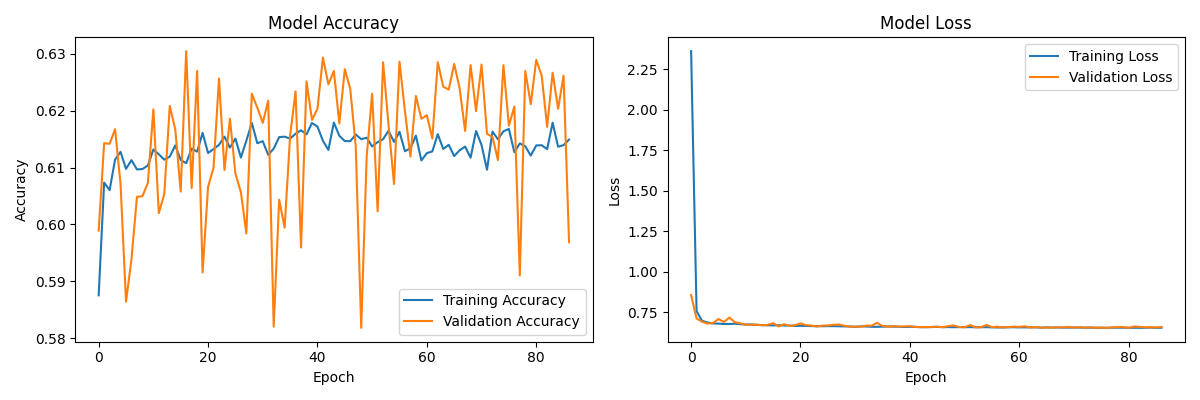 Model Accuracy
0.63
0.62
0.61
0.60
0.59
0.58
Accuracy
0
20
40
60
80
Epoch
Training Accuracy
Validation Accuracy
Model Loss
2.25
2.00
1.75
1.50
1.25
1.00
0.75
Loss
0
20
40
60
80
Epoch
Training Loss
Validation Loss